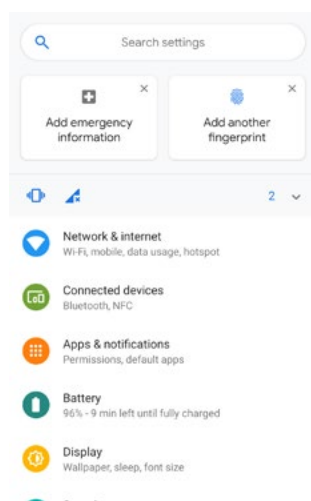 Search settings
Add emergency
information
Add another
fingerprint
2
Network & internet
Wi-Fi, mobile, data usage, hotspot
Connected devices
Bluetooth, NFC
Apps & notifications
Permissions, default apps
Battery
96% - 9 min left until fully charged
Display
Wallpaper, sleep, font size